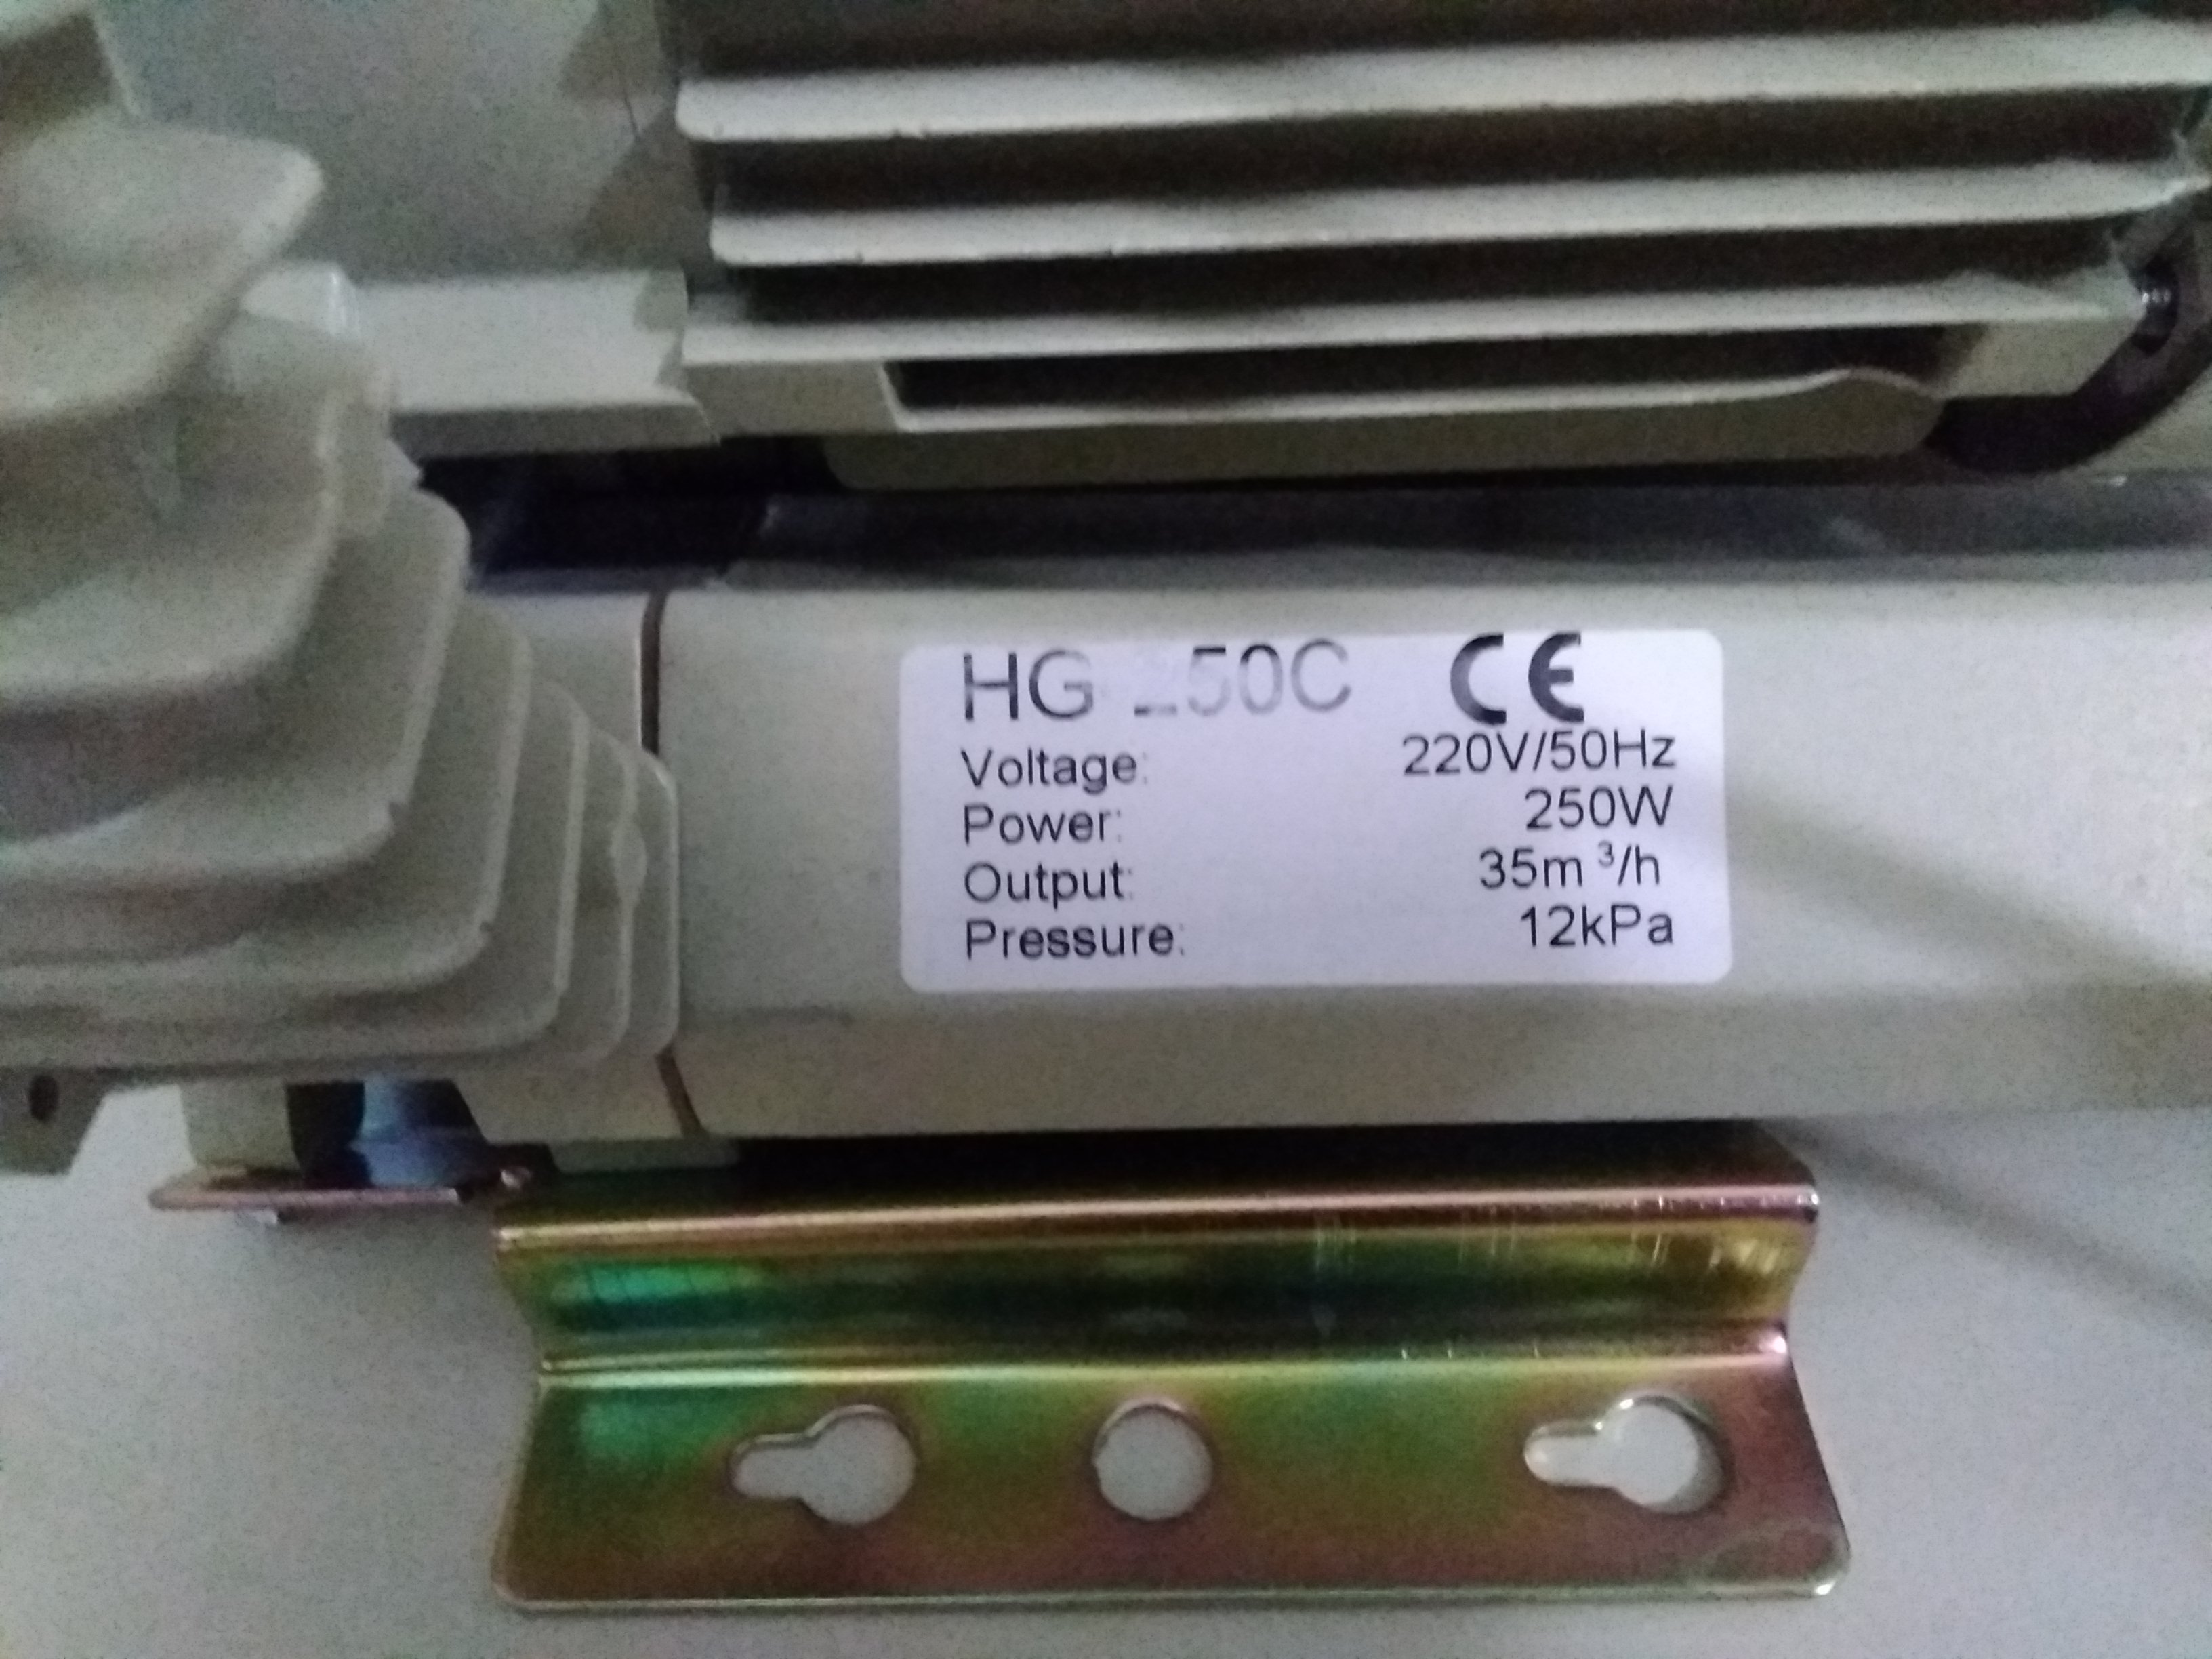 HG 250C CE
Voltage: 220V/50Hz
Power: 250W
Output: 35m ³/h
Pressure: 12kPa